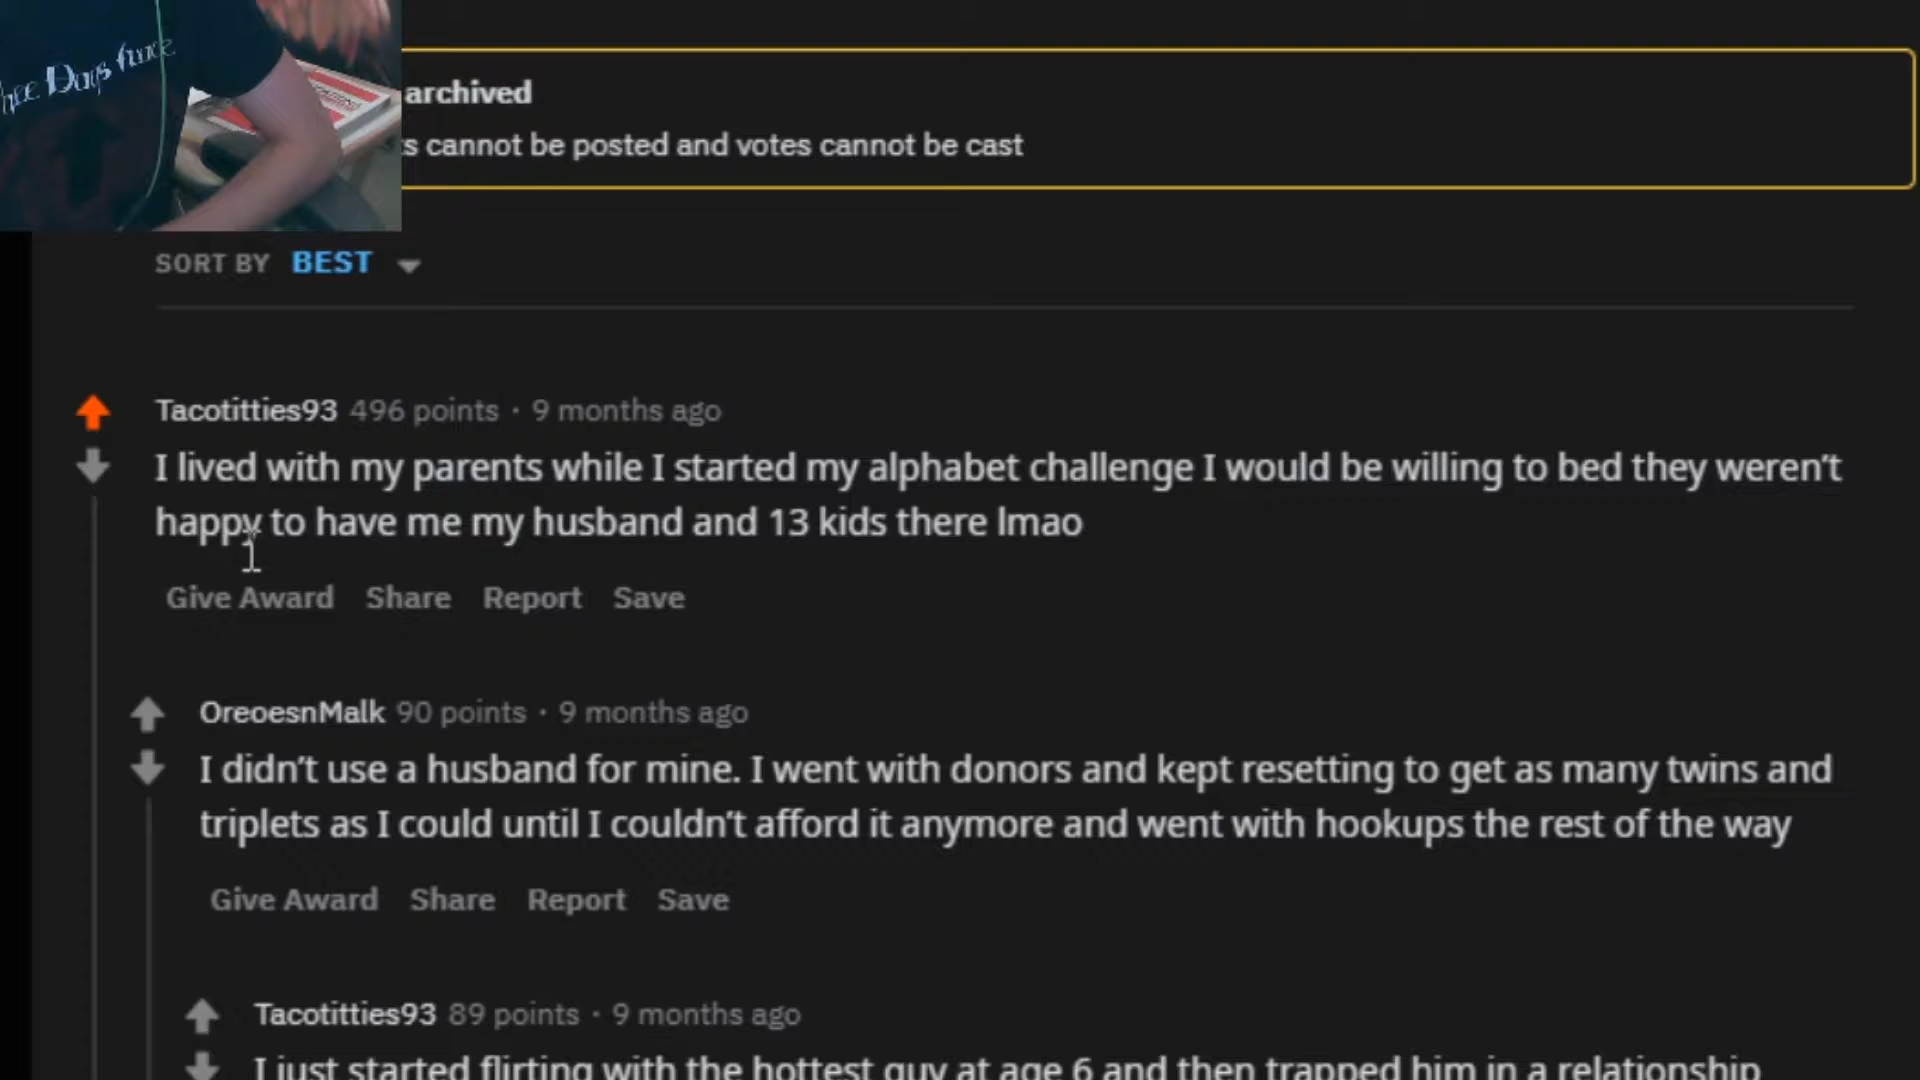 Days
archived
s cannot be posted and votes cannot be cast
SORT BY BEST
Tacotitties93 496 points · 9 months ago
I lived with my parents while I started my alphabet challenge I would be willing to bed they weren’t
happy to have me my husband and 13 kids there lmao
Give Award Share Report Save
OreoesnMalk 90 points · 9 months ago
I didn’t use a husband for mine. I went with donors and kept resetting to get as many twins and
triplets as I could until I couldn’t afford it anymore and went with hookups the rest of the way
Give Award Share Report Save
Tacotitties93 89 points · 9 months ago
I just started flirting with the hottest guy at age 6 and then trapped him in a relationship